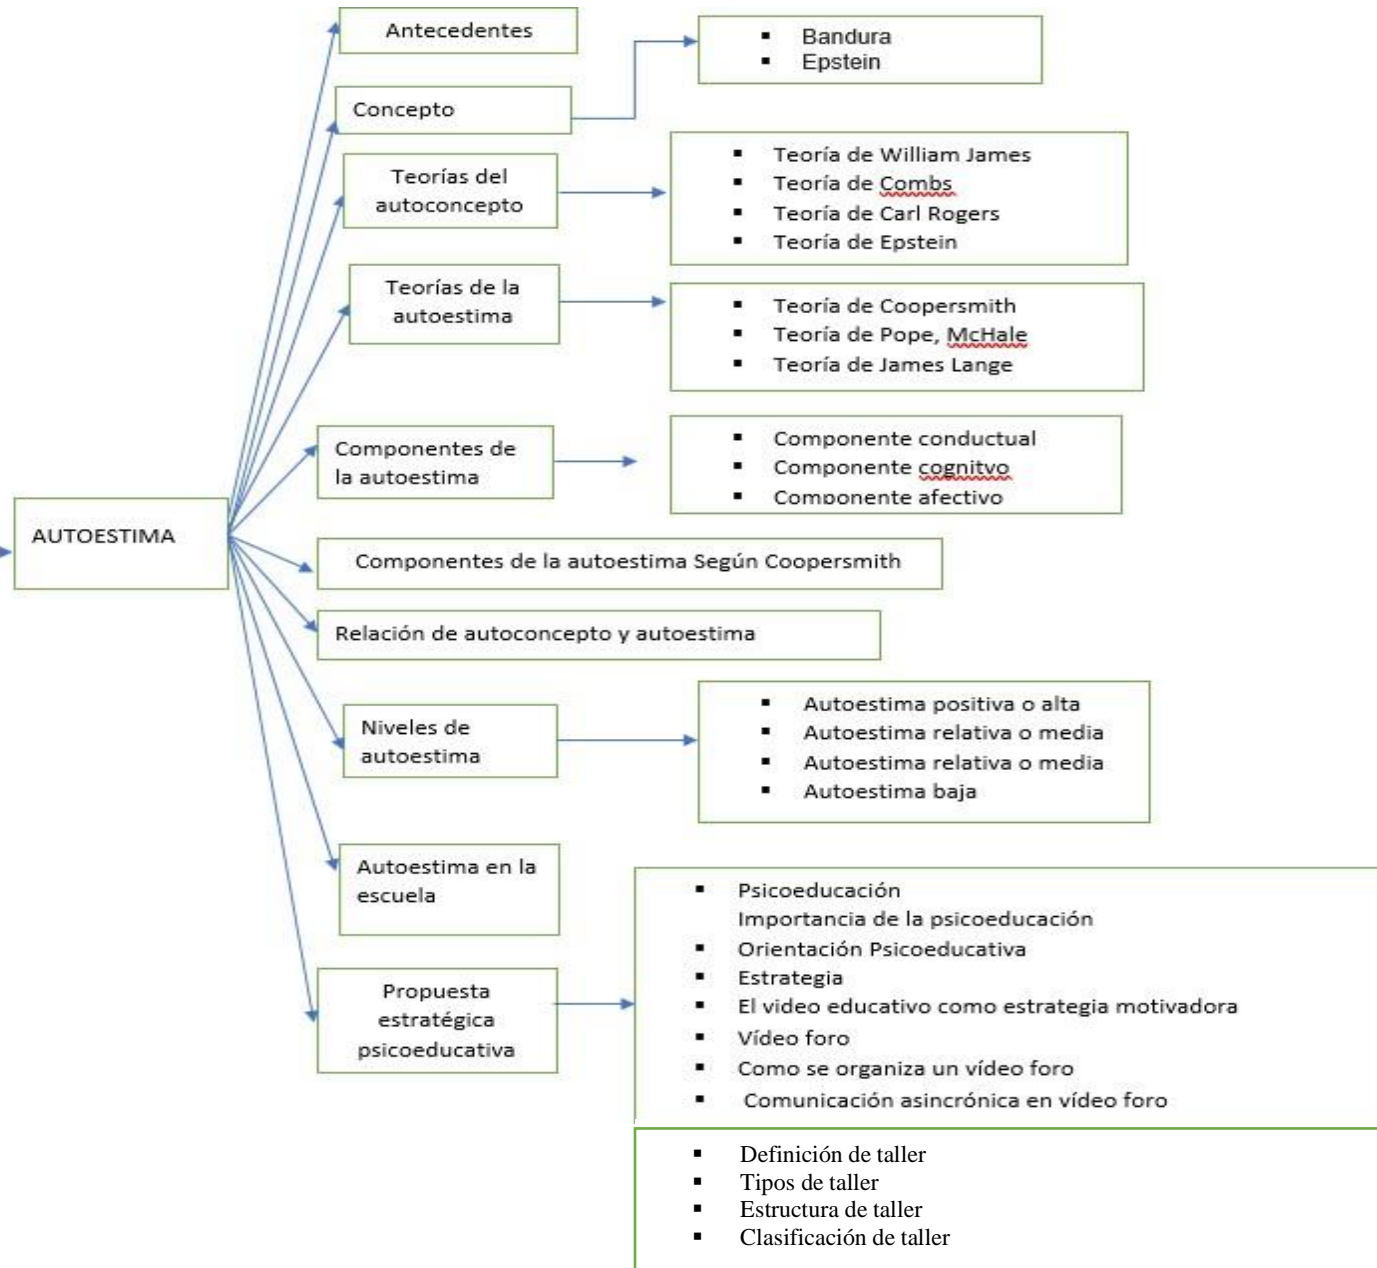 Antecedentes
▪ Bandura
▪ Epstein
Concepto
Teorías del
autoconcepto
▪ Teoría de William James
▪ Teoría de Combs
▪ Teoría de Carl Rogers
▪ Teoría de Epstein
Teorías de la
autoestima
▪ Teoría de Coopersmith
▪ Teoría de Pope, McHale
▪ Teoría de James Lange
Componentes de
la autoestima
▪ Componente conductual
▪ Componente cognitvo
▪ Componente afectivo
AUTOESTIMA
Componentes de la autoestima Según Coopersmith
Relación de autoconcepto y autoestima
Niveles de
autoestima
▪ Autoestima positiva o alta
▪ Autoestima relativa o media
▪ Autoestima relativa o media
▪ Autoestima baja
Autoestima en la
escuela
Propuesta
estratégica
psicoeducativa
▪ Psicoeducación
Importancia de la psicoeducación
▪ Orientación Psicoeducativa
▪ Estrategia
▪ El video educativo como estrategia motivadora
▪ Vídeo foro
▪ Como se organiza un vídeo foro
▪ Comunicación asincrónica en vídeo foro
▪ Definición de taller
▪ Tipos de taller
▪ Estructura de taller
▪ Clasificación de taller